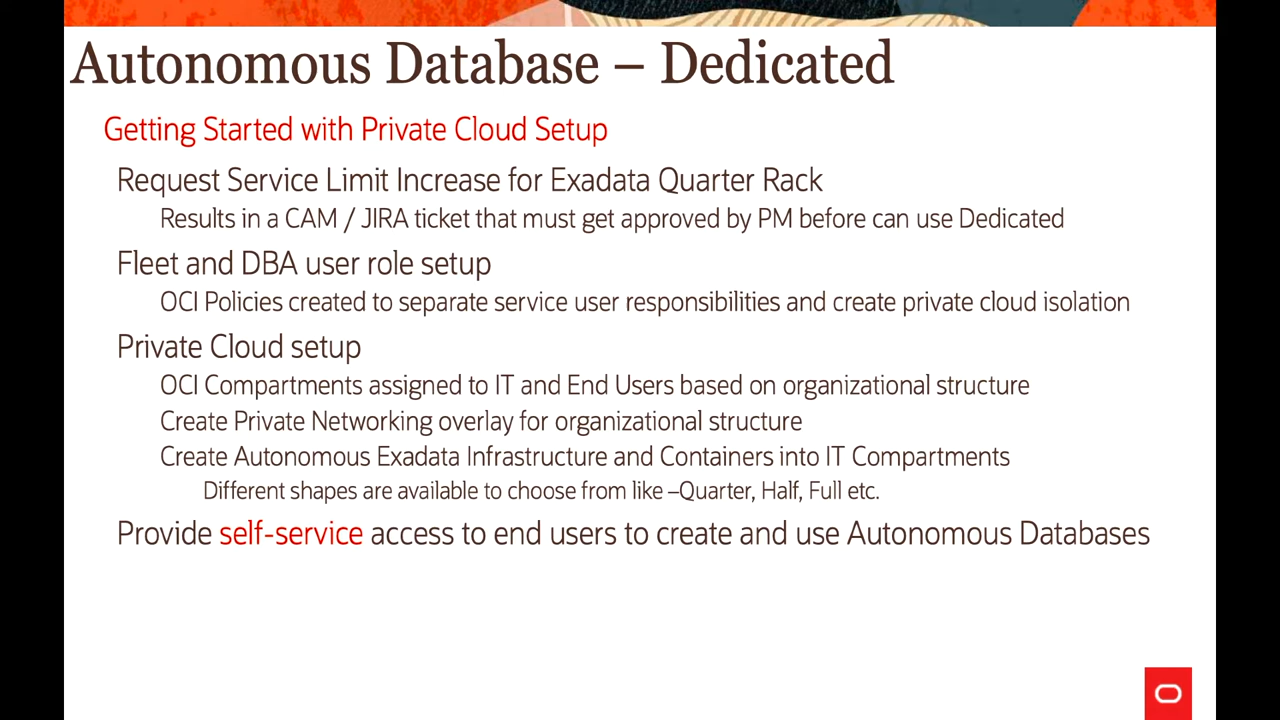 Autonomous Database – Dedicated
Getting Started with Private Cloud Setup
Request Service Limit Increase for Exadata Quarter Rack
Results in a CAM / JIRA ticket that must get approved by PM before can use Dedicated
Fleet and DBA user role setup
OCI Policies created to separate service user responsibilities and create private cloud isolation
Private Cloud setup
OCI Compartments assigned to IT and End Users based on organizational structure
Create Private Networking overlay for organizational structure
Create Autonomous Exadata Infrastructure and Containers into IT Compartments
Different shapes are available to choose from like –Quarter, Half, Full etc.
Provide self-service access to end users to create and use Autonomous Databases